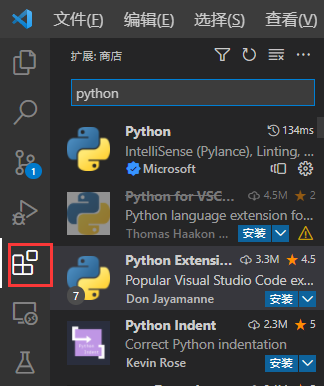 文件(F) 编辑(E) 选择(S) 查看(V)
扩展: 商店
python
Python 134ms
IntelliSense (Pylance), Linting, ...
Microsoft
1
Python for VSC... 4.5M 2
Python language extension fo...
Thomas Haakon ... 安装
Python Extensi... 3.3M 4.5
Popular Visual Studio Code ex...
7 Don Jayamanne 安装
Python Indent 2.3M 5
Correct Python indentation
Kevin Rose 安装